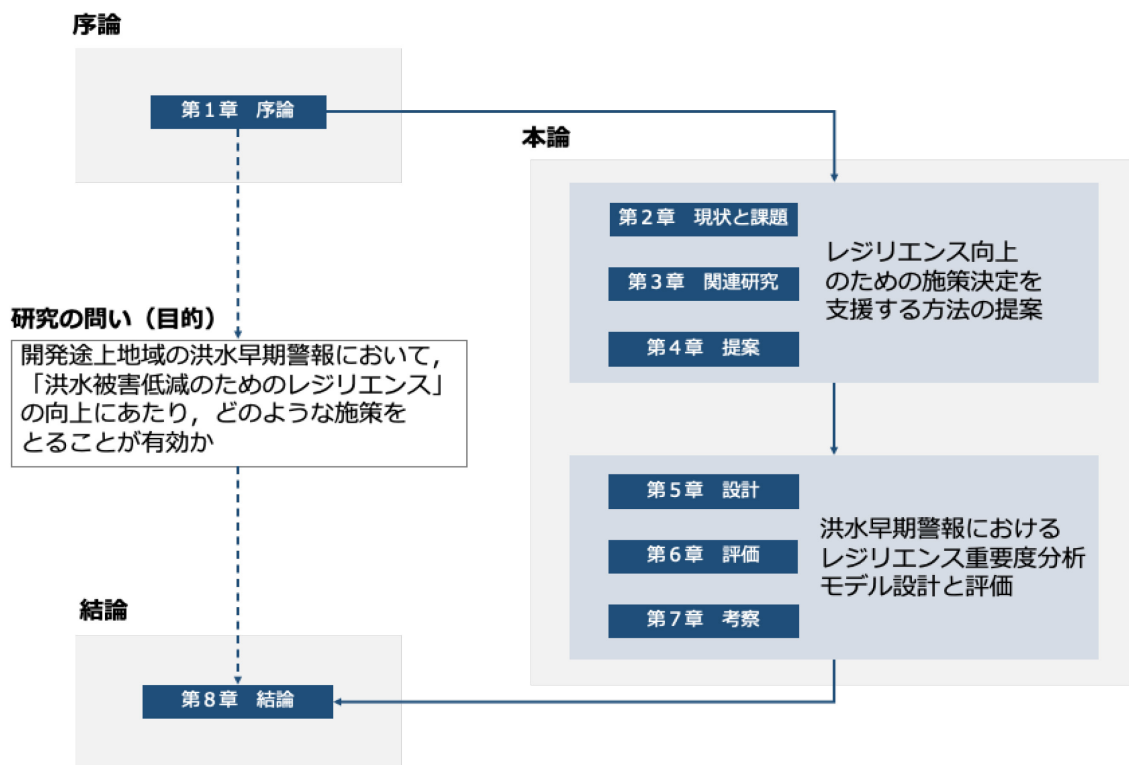 序論
第1章　序論
本論
第2章　現状と課題
第3章　関連研究
第4章　提案
レジリエンス向上
のための施策決定を
支援する方法の提案
研究の問い（目的）
開発途上地域の洪水早期警報において，
「洪水被害低減のためのレジリエンス」
の向上にあたり，どのような施策を
とることが有効か
第5章　設計
第6章　評価
第7章　考察
洪水早期警報における
レジリエンス重要度分析
モデル設計と評価
結論
第8章　結論